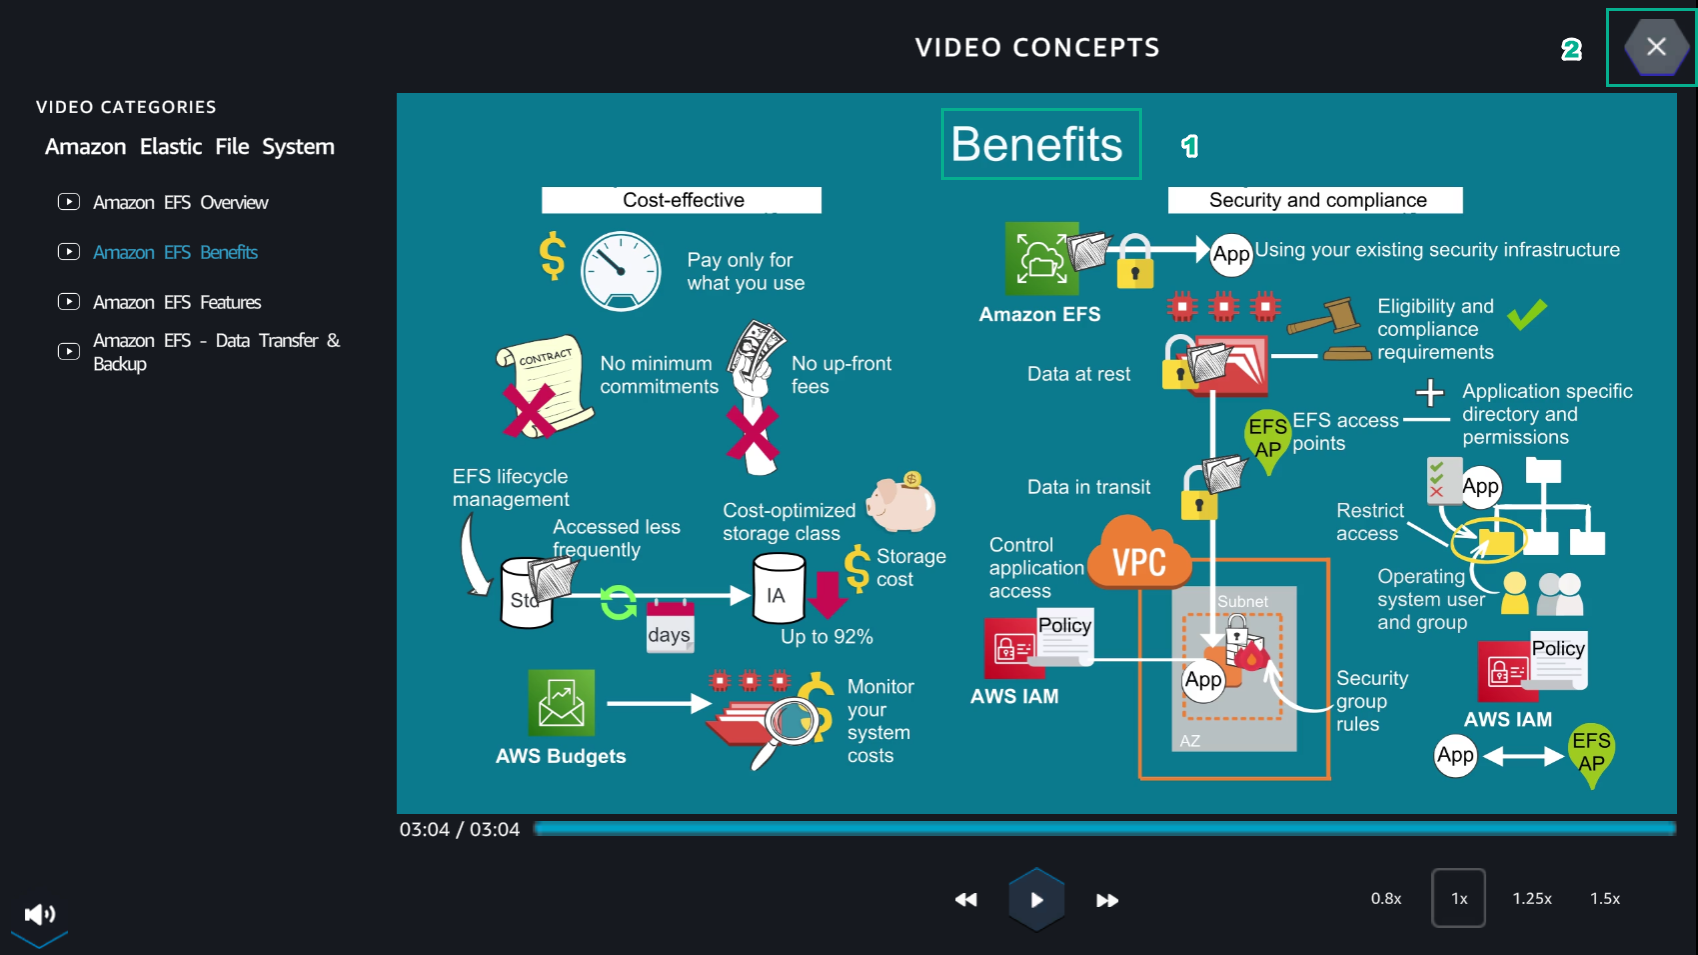 VIDEO CONCEPTS
2
VIDEO CATEGORIES
Amazon Elastic File System
Amazon EFS Overview
Amazon EFS Benefits
Amazon EFS Features
Amazon EFS - Data Transfer &
Backup
Benefits
1
Cost-effective
Pay only for
what you use
CONTRACT
No minimum
commitments
No up-front
fees
EFS lifecycle
management
Accessed less
frequently
Cost-optimized
storage class
Storage
cost
Std
IA
days
Up to 92%
AWS Budgets
Monitor
your
system
costs
Security and compliance
App
Using your existing security infrastructure
Amazon EFS
Eligibility and
compliance
requirements
Data at rest
Application specific
directory and
permissions
EFS
AP
EFS access
points
Data in transit
App
Restrict
access
Control
application
access
VPC
Operating
system user
and group
Subnet
Policy
AWS IAM
App
AZ
Security
group
rules
Policy
AWS IAM
App
EFS
AP
03:04 / 03:04
0.8x
1x
1.25x
1.5x